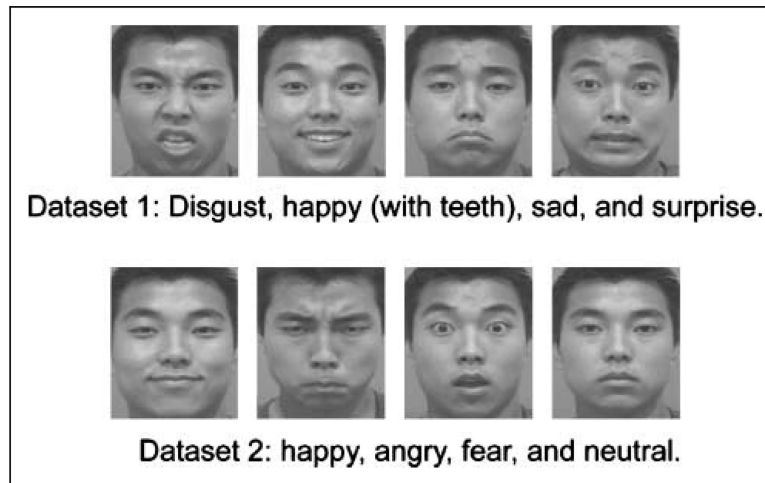 Dataset 1: Disgust, happy (with teeth), sad, and surprise.
Dataset 2: happy, angry, fear, and neutral.